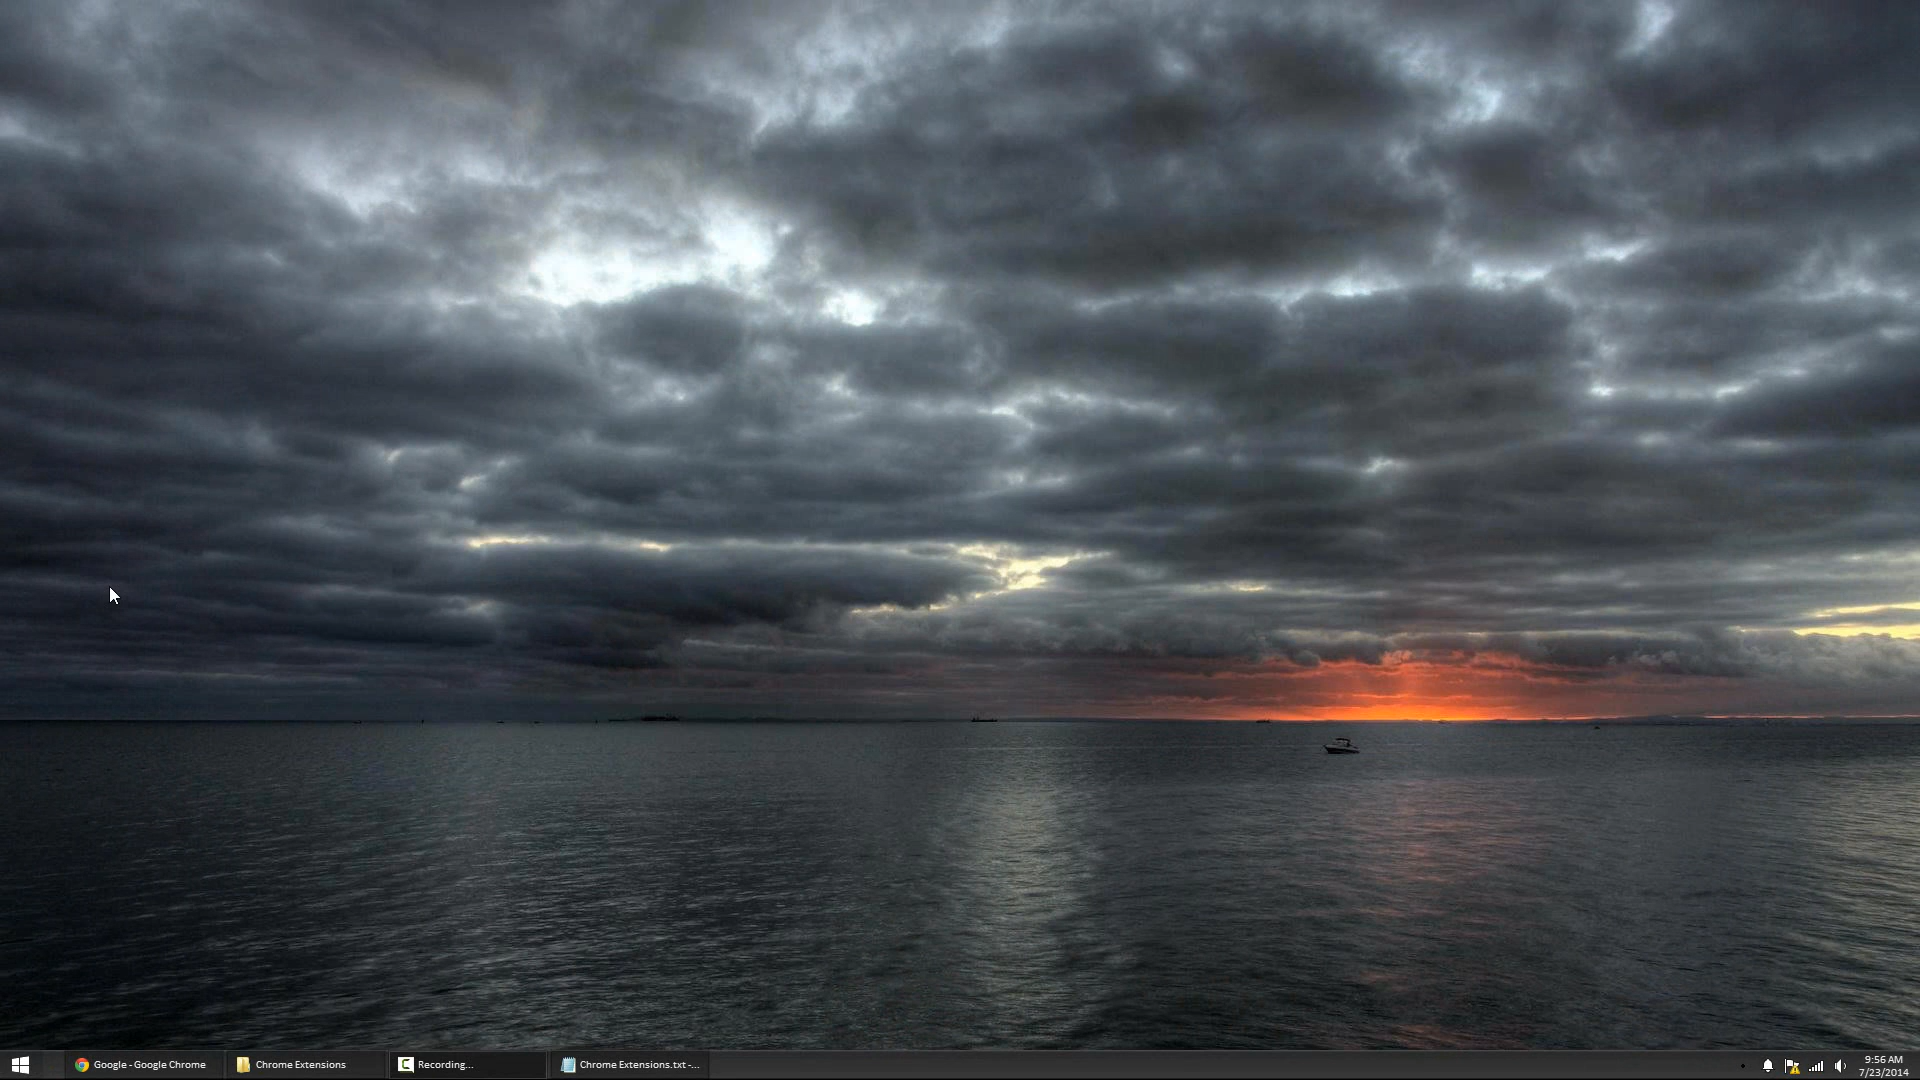 Google - Google Chrome
Chrome Extensions
Recording...
Chrome Extensions.txt -...
9:56 AM
7/23/2014